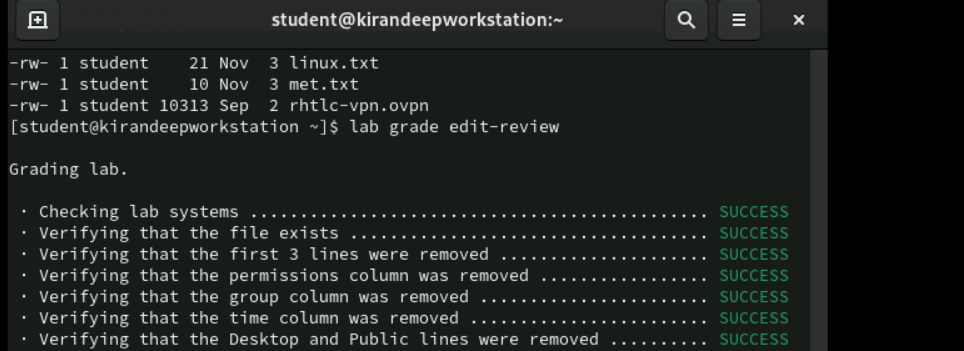 student@kirandeepworkstation:~
-rw- 1 student    21 Nov  3 linux.txt
-rw- 1 student    10 Nov  3 met.txt
-rw- 1 student 10313 Sep  2 rhtlc-vpn.ovpn
[student@kirandeepworkstation ~]$ lab grade edit-review
Grading lab.
· Checking lab systems .............................................. SUCCESS
· Verifying that the file exists .................................... SUCCESS
· Verifying that the first 3 lines were removed ..................... SUCCESS
· Verifying that the permissions column was removed ................. SUCCESS
· Verifying that the group column was removed ....................... SUCCESS
· Verifying that the time column was removed ........................ SUCCESS
· Verifying that the Desktop and Public lines were removed .......... SUCCESS